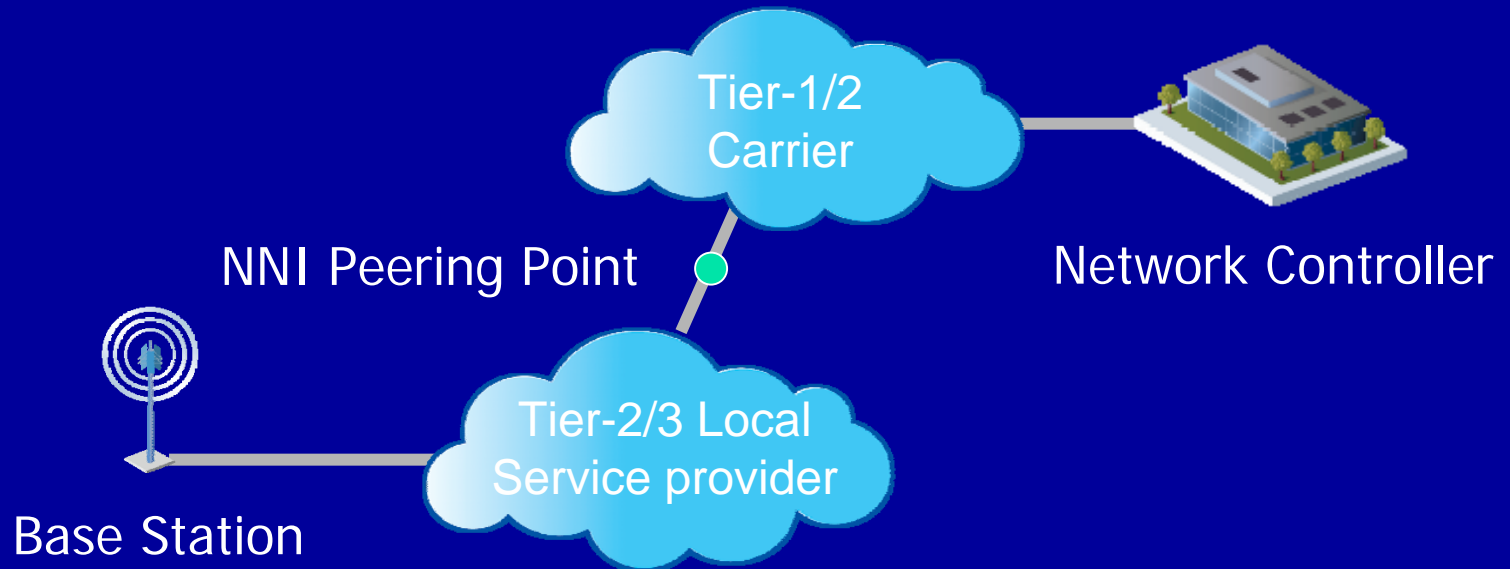 Tier-1/2
Carrier
NNI Peering Point
Network Controller
Tier-2/3 Local
Service provider
Base Station